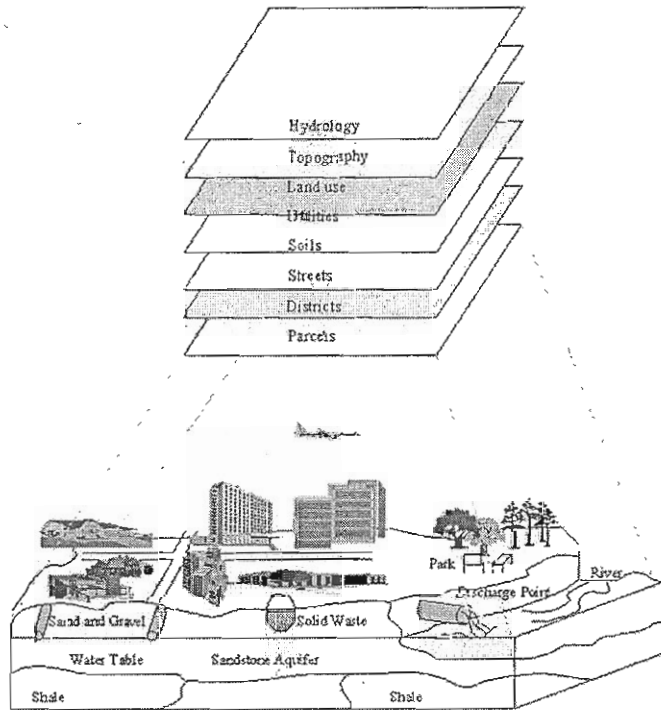 Hydrology
Topography
Land use
Utilities
Soils
Streets
Districts
Parcels
Park
River
Discharge Point
Sand and Gravel
Solid Waste
Water Table
Sandstone Aquifer
Shale
Shale